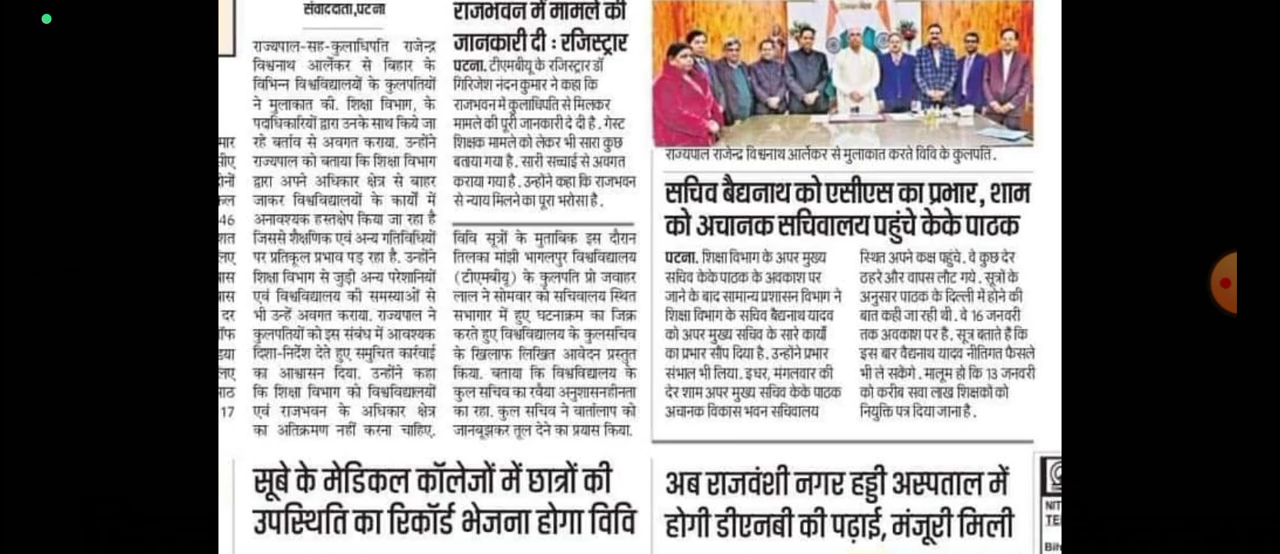 संवाददाता,पटना
राज्यपाल-सह-कुलाधिपति राजेन्द्र
विश्वनाथ आर्लेकर से बिहार के
विभिन्न विश्वविद्यालयों के कुलपतियों
ने मुलाकात की. शिक्षा विभाग, के
पदाधिकारियों द्वारा उनके साथ किये जा
रहे बर्ताव से अवगत कराया. उन्होंने
राज्यपाल को बताया कि शिक्षा विभाग
द्वारा अपने अधिकार क्षेत्र से बाहर
जाकर विश्वविद्यालयों के कार्यों में
अनावश्यक हस्तक्षेप किया जा रहा है
जिससे शैक्षणिक एवं अन्य गतिविधियों
पर प्रतिकूल प्रभाव पड़ रहा है. उन्होंने
शिक्षा विभाग से जुड़ी अन्य परेशानियों
एवं विश्वविद्यालय की समस्याओं से
भी उन्हें अवगत कराया. राज्यपाल ने
कुलपतियों को इस संबंध में आवश्यक
दिशा-निर्देश देते हुए समुचित कार्रवाई
का आश्वासन दिया. उन्होंने कहा
कि शिक्षा विभाग को विश्वविद्यालयों
एवं राजभवन के अधिकार क्षेत्र
का अतिक्रमण नहीं करना चाहिए.
राजभवन में मामले की
जानकारी दी : रजिस्ट्रार
पटना. टीएमबीयू के रजिस्ट्रार डॉ
गिरिजेश नंदन कुमार ने कहा कि
राजभवन में कुलाधिपति से मिलकर
मामले की पूरी जानकारी दे दी है. गेस्ट
शिक्षक मामले को लेकर भी सारा कुछ
बताया गया है. सारी सच्चाई से अवगत
कराया गया है. उन्होंने कहा कि राजभवन
से न्याय मिलने का पूरा भरोसा है.
विवि सूत्रों के मुताबिक इस दौरान
तिलका मांझी भागलपुर विश्वविद्यालय
(टीएमबीयू) के कुलपति प्रो जवाहर
लाल ने सोमवार को सचिवालय स्थित
सभागार में हुए घटनाक्रम का जिक्र
करते हुए विश्वविद्यालय के कुलसचिव
के खिलाफ लिखित आवेदन प्रस्तुत
किया. बताया कि विश्वविद्यालय के
कुल सचिव का रवैया अनुशासनहीनता
का रहा. कुल सचिव ने वार्तालाप को
जानबूझकर तूल देने का प्रयास किया.
राज्यपाल राजेन्द्र विश्वनाथ आर्लेकर से मुलाकात करते विवि के कुलपति.
सचिव बैद्यनाथ को एसीएस का प्रभार, शाम
को अचानक सचिवालय पहुंचे केके पाठक
पटना. शिक्षा विभाग के अपर मुख्य
सचिव केके पाठक के अवकाश पर
जाने के बाद सामान्य प्रशासन विभाग ने
शिक्षा विभाग के सचिव बैद्यनाथ यादव
को अपर मुख्य सचिव के सारे कार्यों
का प्रभार सौंप दिया है. उन्होंने प्रभार
संभाल भी लिया. इधर, मंगलवार की
देर शाम अपर मुख्य सचिव केके पाठक
अचानक विकास भवन सचिवालय
स्थित अपने कक्ष पहुंचे. वे कुछ देर
ठहरे और वापस लौट गये. सूत्रों के
अनुसार पाठक के दिल्ली में होने की
बात कही जा रही थी. वे 16 जनवरी
तक अवकाश पर है. सूत्र बताते हैं कि
इस बार वैद्यनाथ यादव नीतिगत फैसले
भी ले सकेंगे. मालूम हो कि 13 जनवरी
को करीब सवा लाख शिक्षकों को
नियुक्ति पत्र दिया जाना है.
सूबे के मेडिकल कॉलेजों में छात्रों की
उपस्थिति का रिकॉर्ड भेजना होगा विवि
अब राजवंशी नगर हड्डी अस्पताल में
होगी डीएनबी की पढ़ाई, मंजूरी मिली
46
17
NIT
TE
Bih